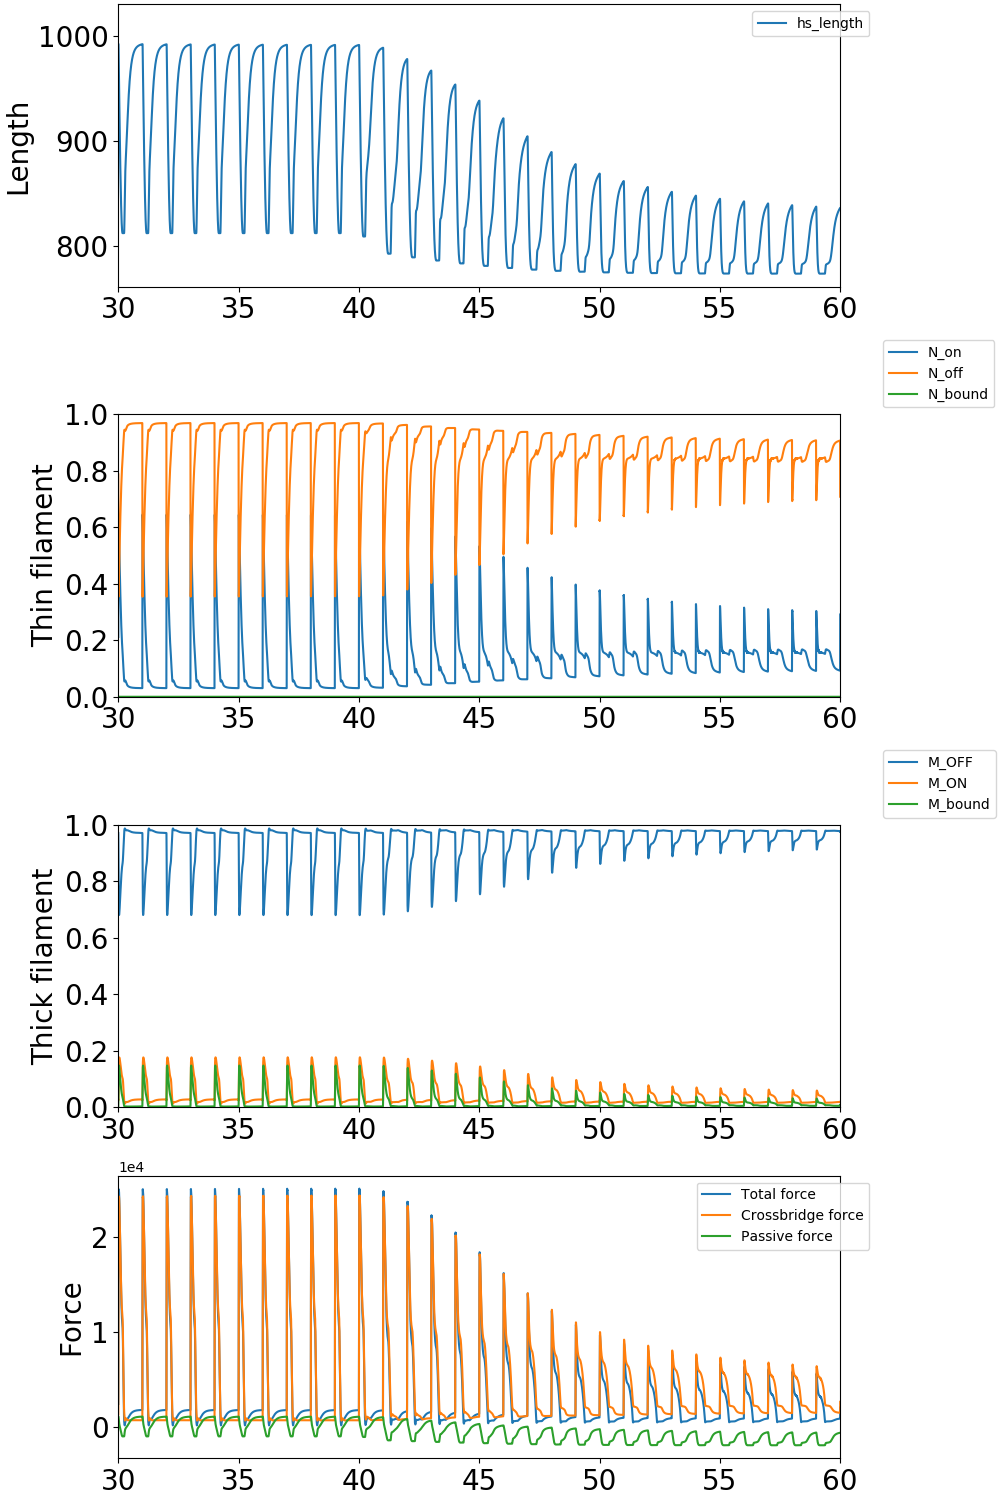 hs_length
Length
1000
900
800
30 35 40 45 50 55 60
N_on
N_off
N_bound
Thin filament
1.0
0.8
0.6
0.4
0.2
0.0
30 35 40 45 50 55 60
M_OFF
M_ON
M_bound
Thick filament
1.0
0.8
0.6
0.4
0.2
0.0
30 35 40 45 50 55 60
1e4
Total force
Crossbridge force
Passive force
Force
2
1
0
30 35 40 45 50 55 60